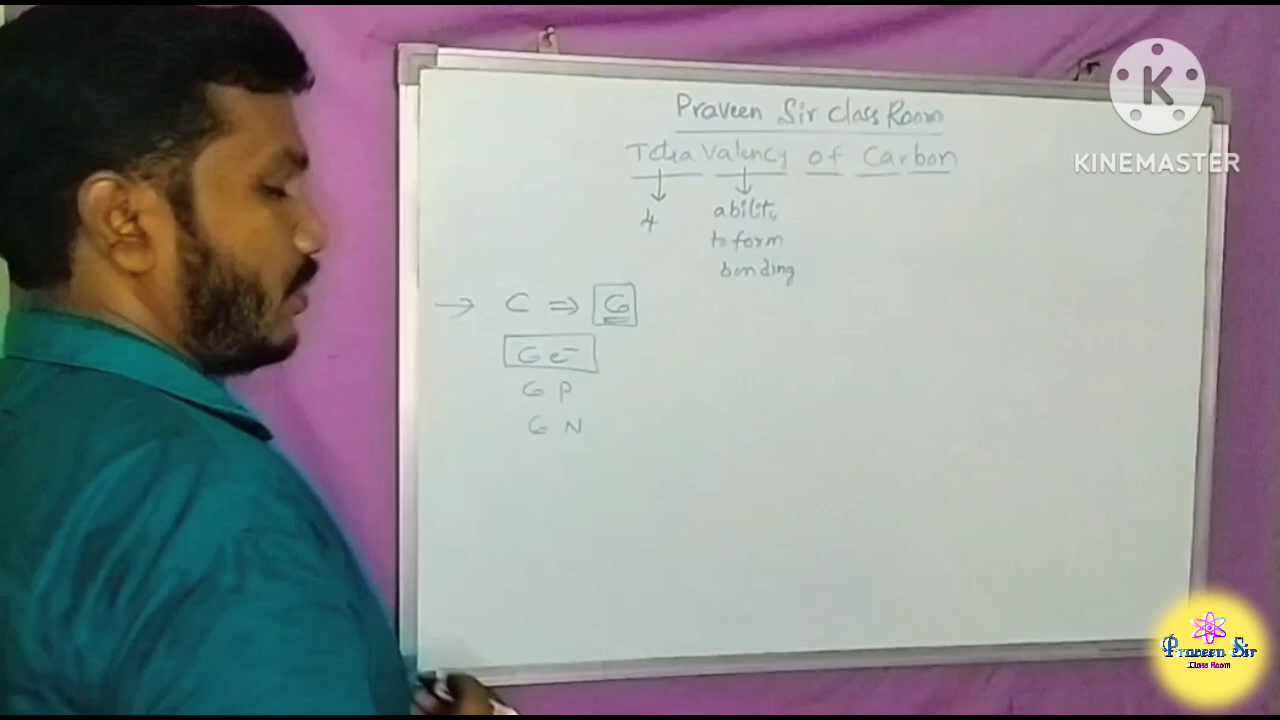 Praveen Sir Class Room
Tetra Valency of Carbon
4
ability
to form
bonding
→ C ⇒ 6
6 e⁻
6 P
6 N
K
KINEMASTER
Praveen Sir
Class Room